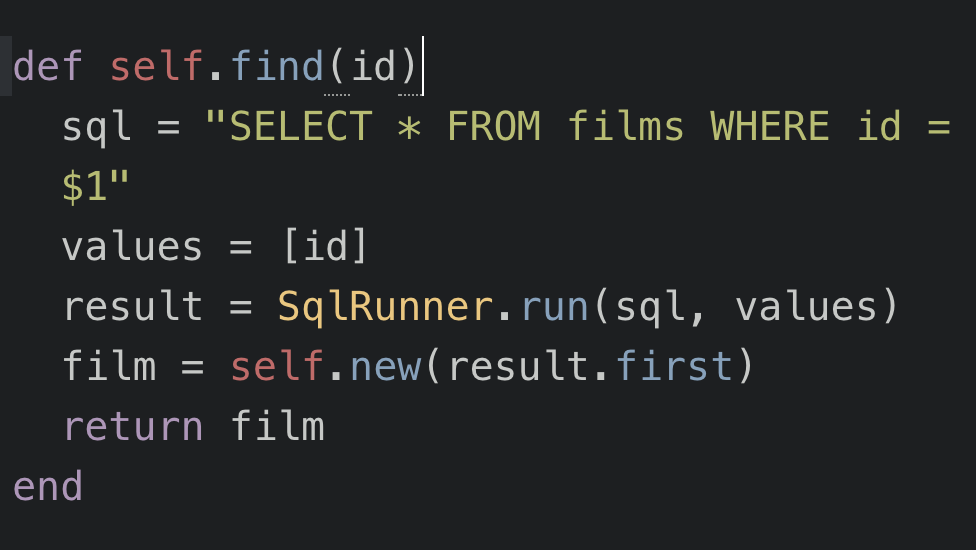 def self.find(id)
  sql = "SELECT * FROM films WHERE id =
  $1"
  values = [id]
  result = SqlRunner.run(sql, values)
  film = self.new(result.first)
  return film
end